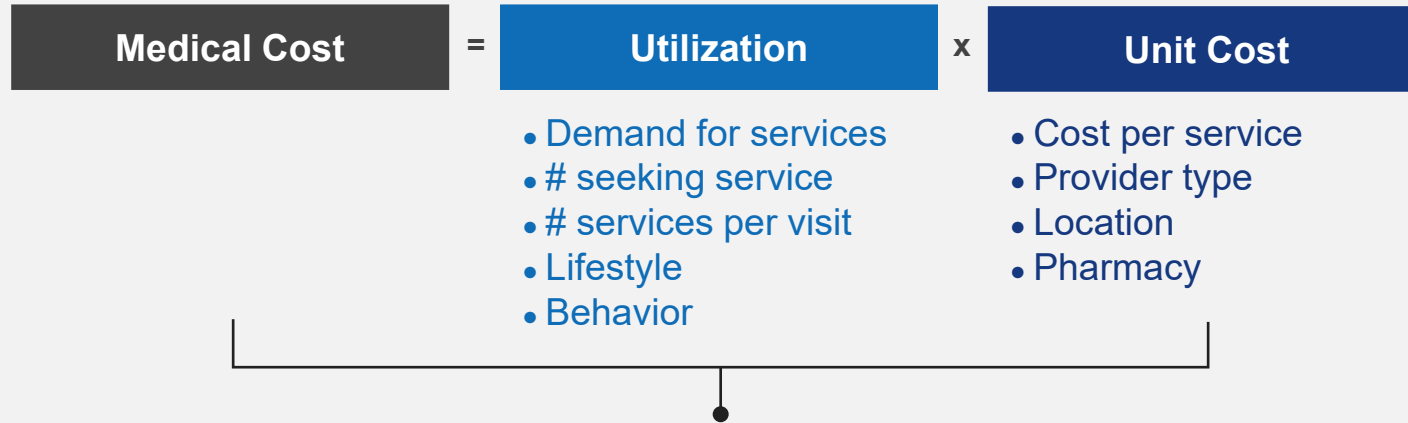 Medical Cost = Utilization x Unit Cost
• Demand for services
• # seeking service
• # services per visit
• Lifestyle
• Behavior
• Cost per service
• Provider type
• Location
• Pharmacy